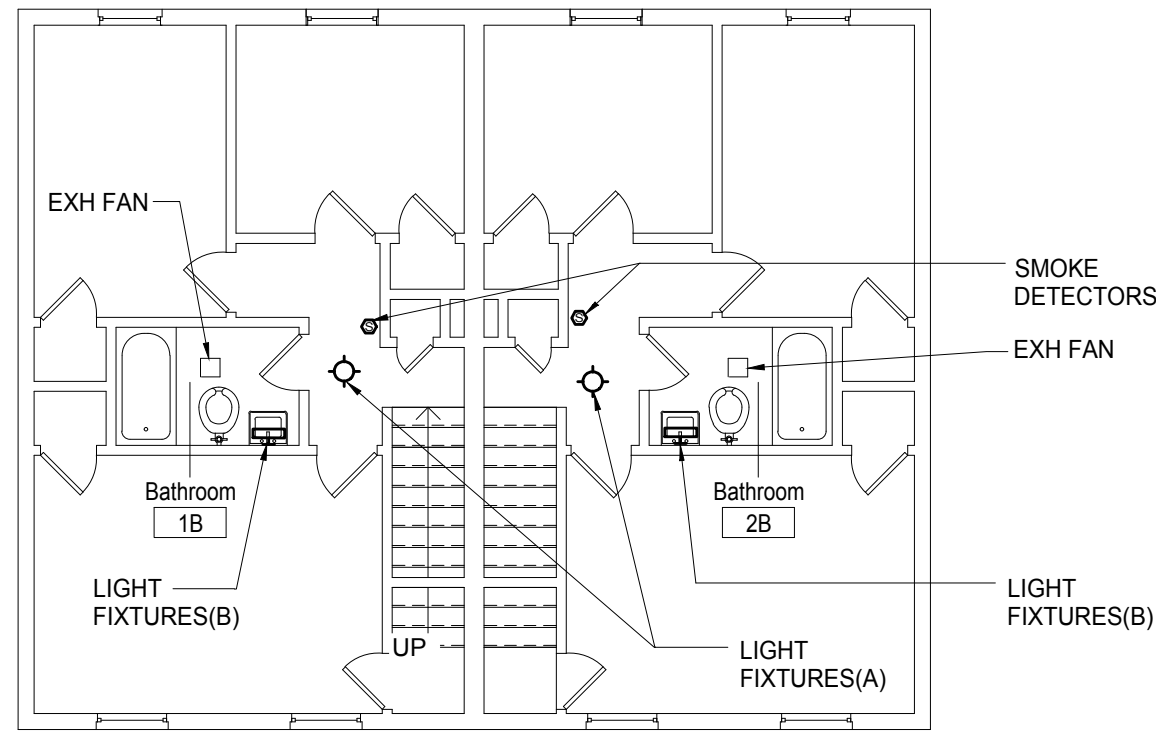 EXH FAN
SMOKE
DETECTORS
S
S
EXH FAN
Bathroom
1B
Bathroom
2B
LIGHT
FIXTURES(B)
LIGHT
FIXTURES(B)
UP
LIGHT
FIXTURES(A)